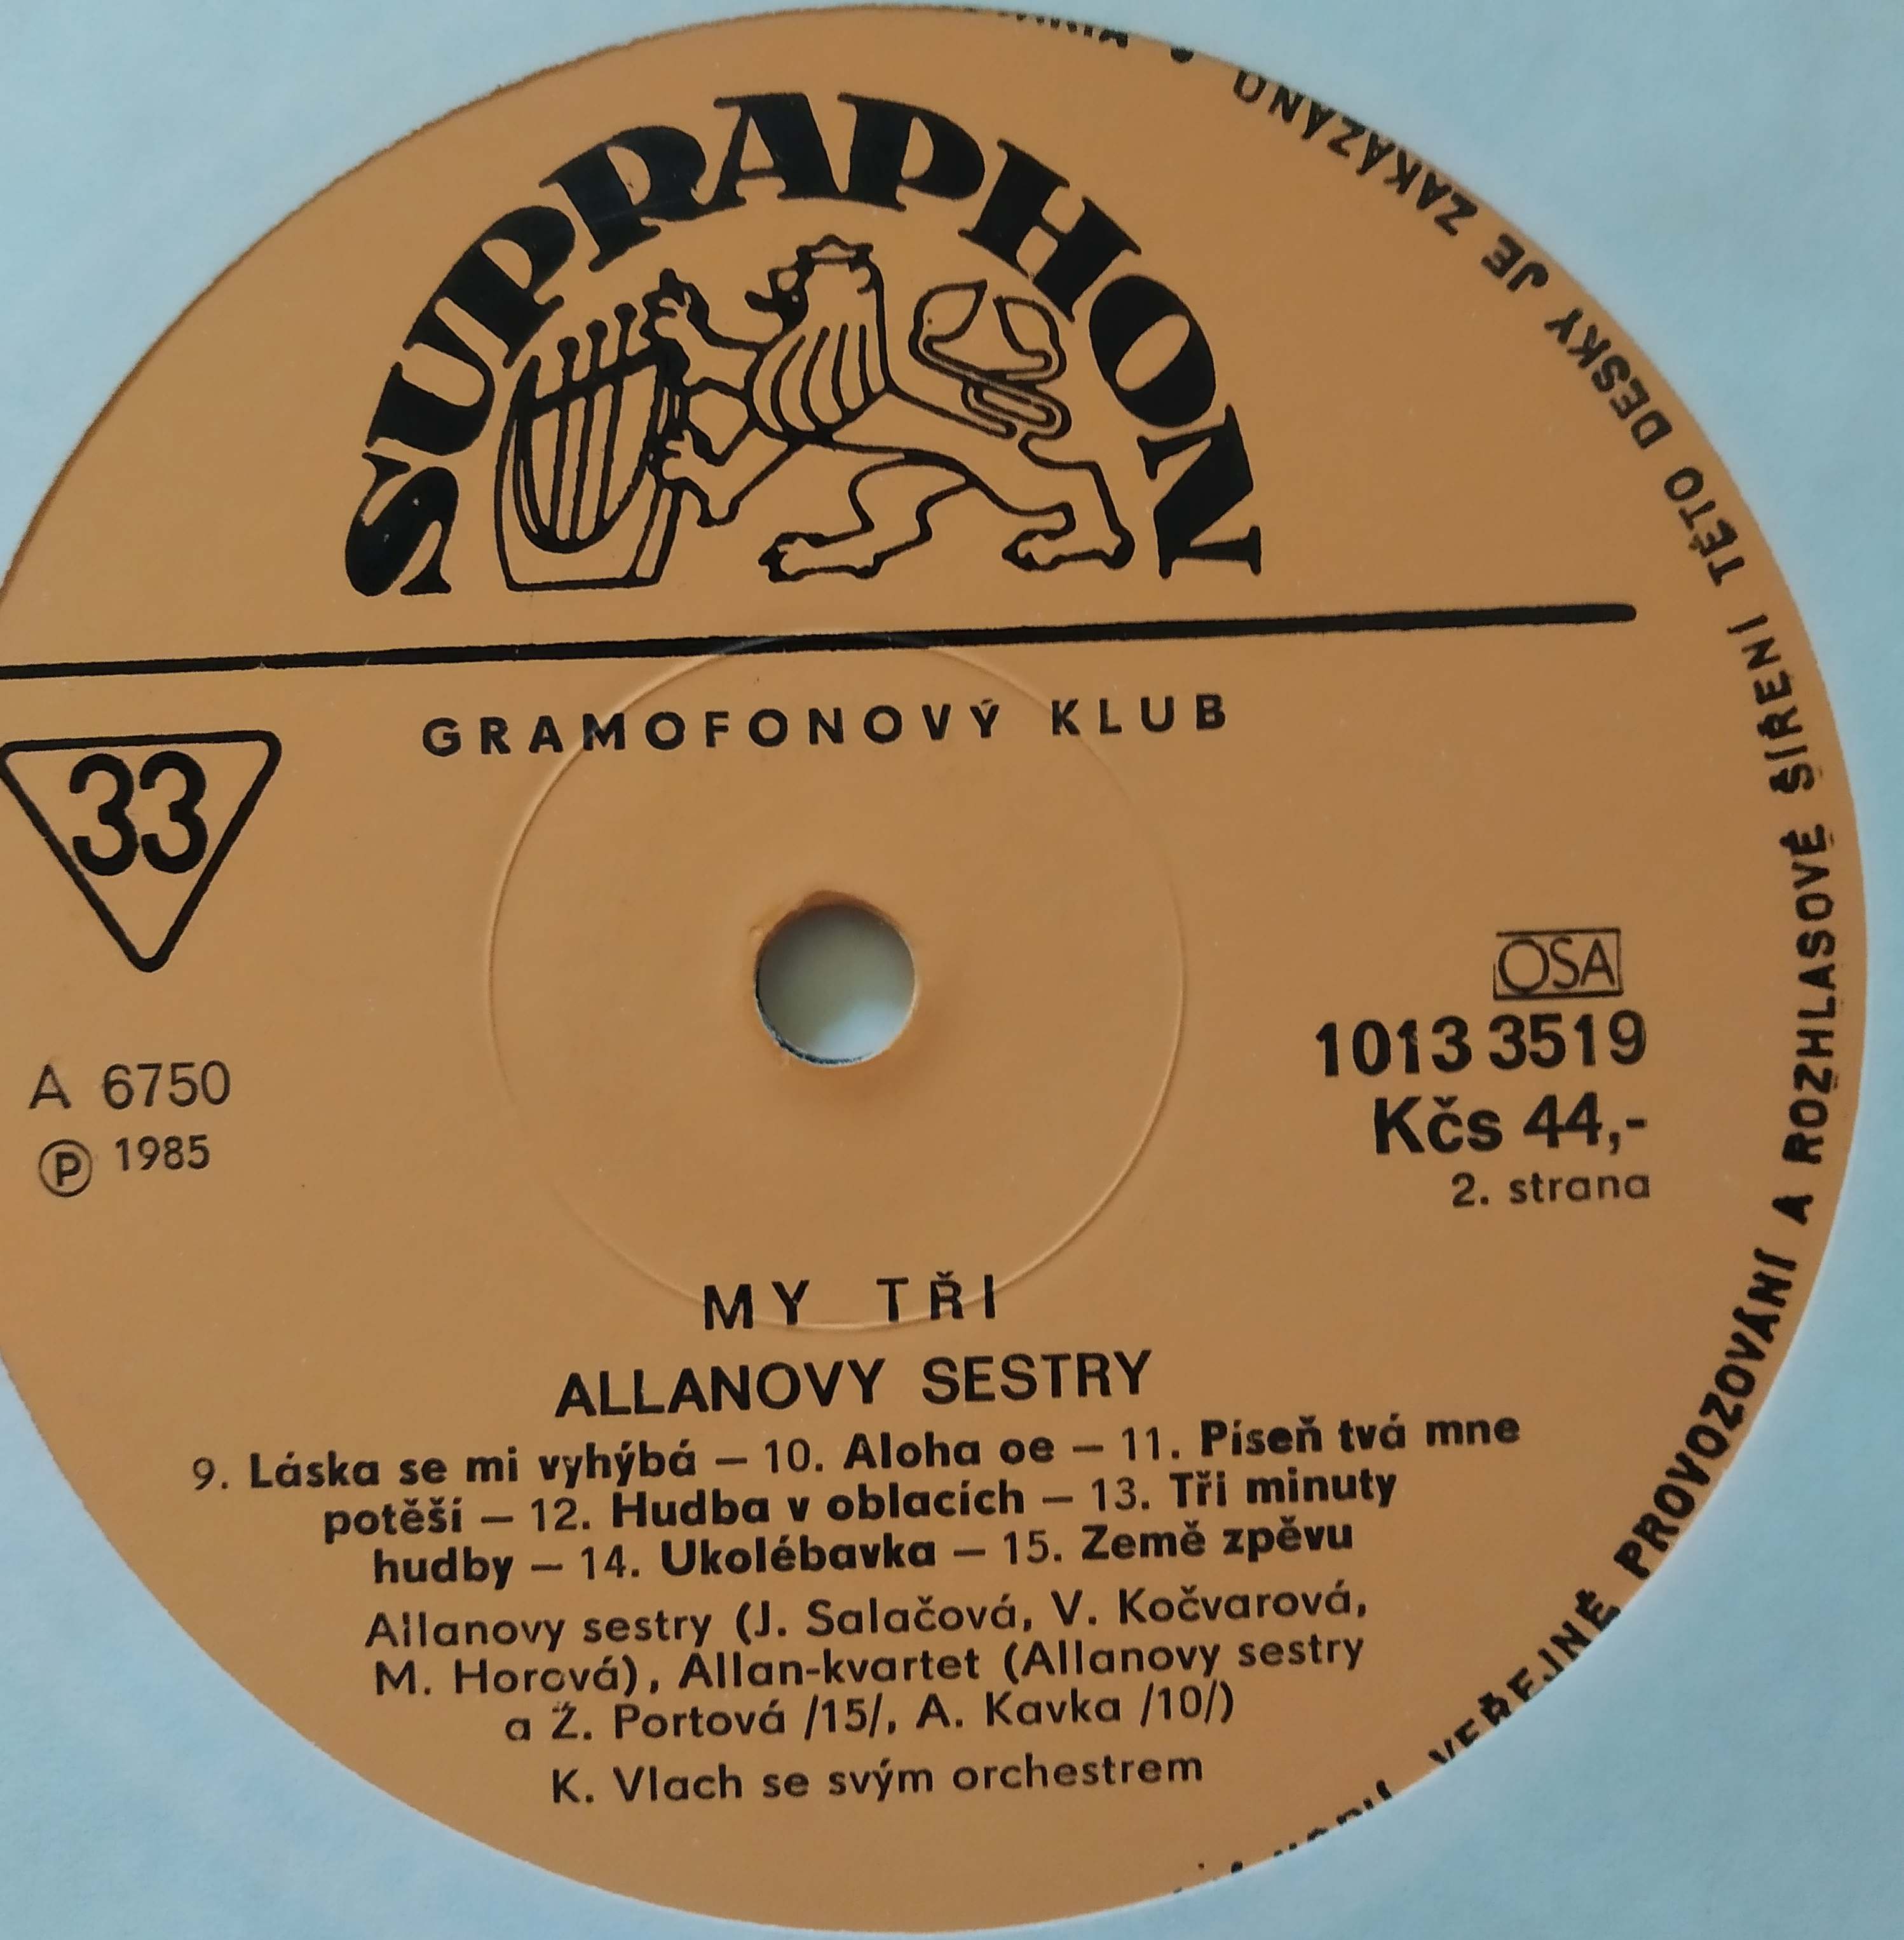 SUPRAPHON
GRAMOFONOVÝ KLUB
33
OSA
A 6750
Ⓟ 1985
1013 3519
Kčs 44,-
2. strana
MY TŘI
ALLANOVY SESTRY
9. Láska se mi vyhýbá – 10. Aloha oe – 11. Píseň tvá mne
potěší – 12. Hudba v oblacích – 13. Tři minuty
hudby – 14. Ukolébavka – 15. Země zpěvu
Allanovy sestry (J. Salačová, V. Kočvarová,
M. Horová), Allan-kvartet (Allanovy sestry
a Ž. Portová /15/, A. Kavka /10/)
K. Vlach se svým orchestrem
VEŘEJNÉ PROVOZOVÁNÍ A ROZHLASOVÉ ŠÍŘENÍ TÉTO DESKY JE ZAKÁZÁNO